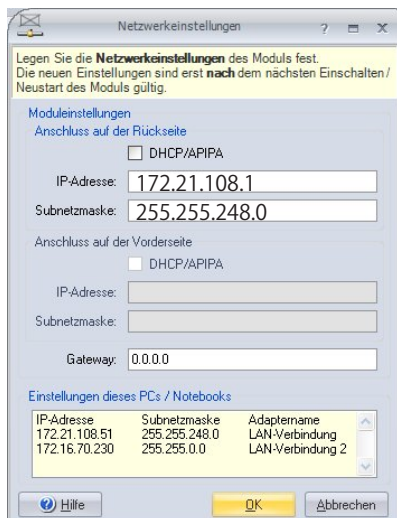 Netzwerkeinstellungen
Legen Sie die Netzwerkeinstellungen des Moduls fest.
Die neuen Einstellungen sind erst nach dem nächsten Einschalten /
Neustart des Moduls gültig.
Moduleinstellungen
Anschluss auf der Rückseite
DHCP/APIPA
IP-Adresse: 172.21.108.1
Subnetzmaske: 255.255.248.0
Anschluss auf der Vorderseite
DHCP/APIPA
IP-Adresse:
Subnetzmaske:
Gateway: 0.0.0.0
Einstellungen dieses PCs / Notebooks
IP-Adresse Subnetzmaske Adaptername
172.21.108.51 255.255.248.0 LAN-Verbindung
172.16.70.230 255.255.0.0 LAN-Verbindung 2
Hilfe OK Abbrechen